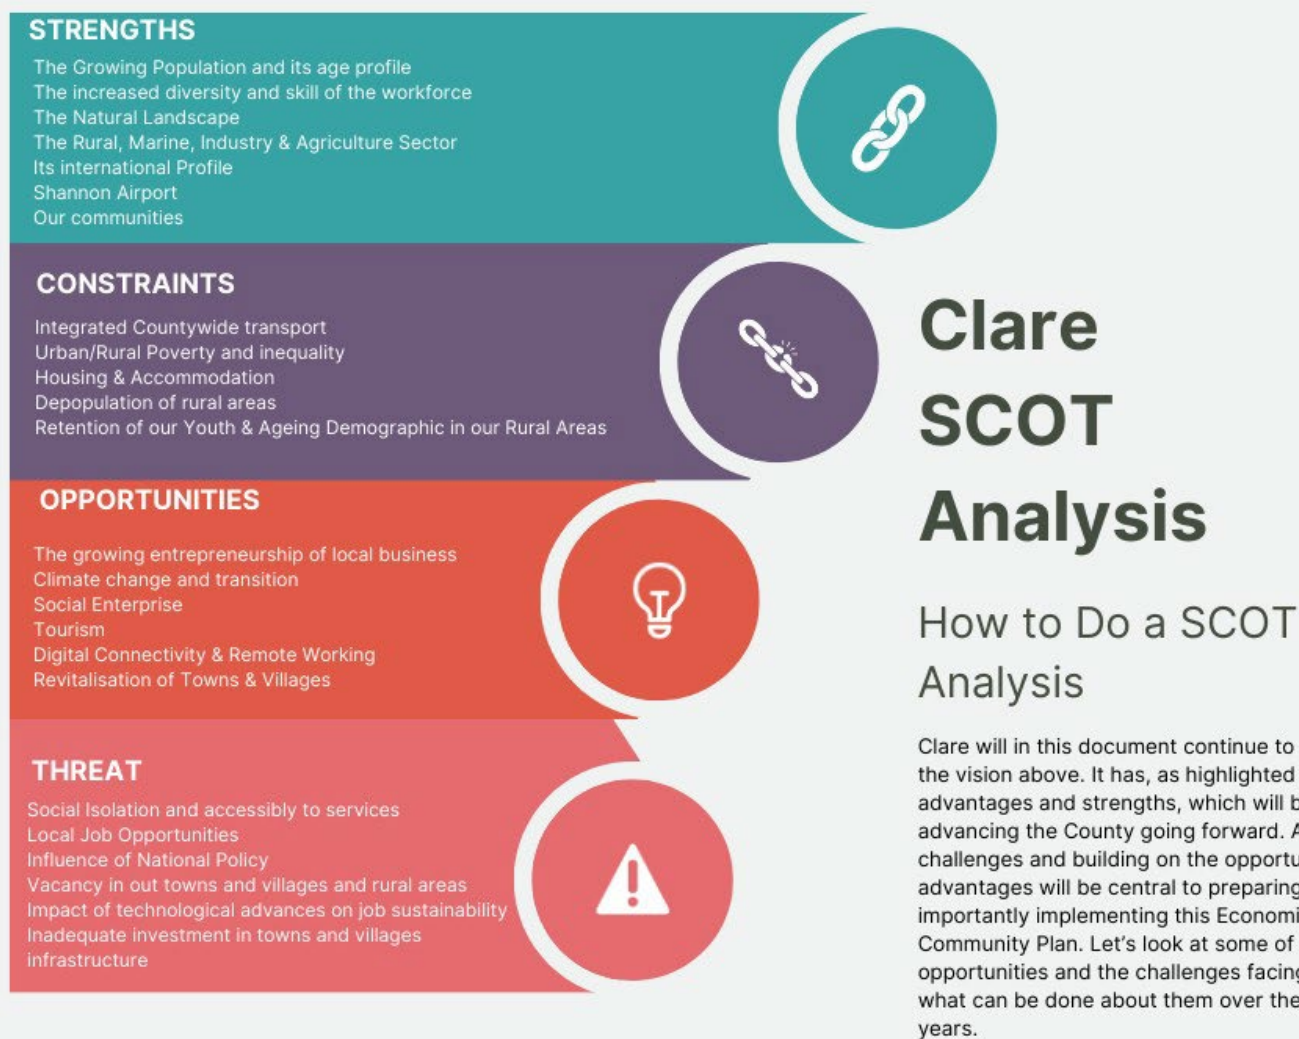 STRENGTHS
The Growing Population and its age profile
The increased diversity and skill of the workforce
The Natural Landscape
The Rural, Marine, Industry & Agriculture Sector
Its international Profile
Shannon Airport
Our communities
CONSTRAINTS
Integrated Countywide transport
Urban/Rural Poverty and inequality
Housing & Accommodation
Depopulation of rural areas
Retention of our Youth & Ageing Demographic in our Rural Areas
OPPORTUNITIES
The growing entrepreneurship of local business
Climate change and transition
Social Enterprise
Tourism
Digital Connectivity & Remote Working
Revitalisation of Towns & Villages
THREAT
Social Isolation and accessibly to services
Local Job Opportunities
Influence of National Policy
Vacancy in out towns and villages and rural areas
Impact of technological advances on job sustainability
Inadequate investment in towns and villages
infrastructure
Clare
SCOT
Analysis
How to Do a SCOT
Analysis
Clare will in this document continue to
the vision above. It has, as highlighted
advantages and strengths, which will
advancing the County going forward.
challenges and building on the
advantages will be central to preparing
importantly implementing this
Community Plan. Let's look at some of
opportunities and the challenges
what can be done about them over the
years.